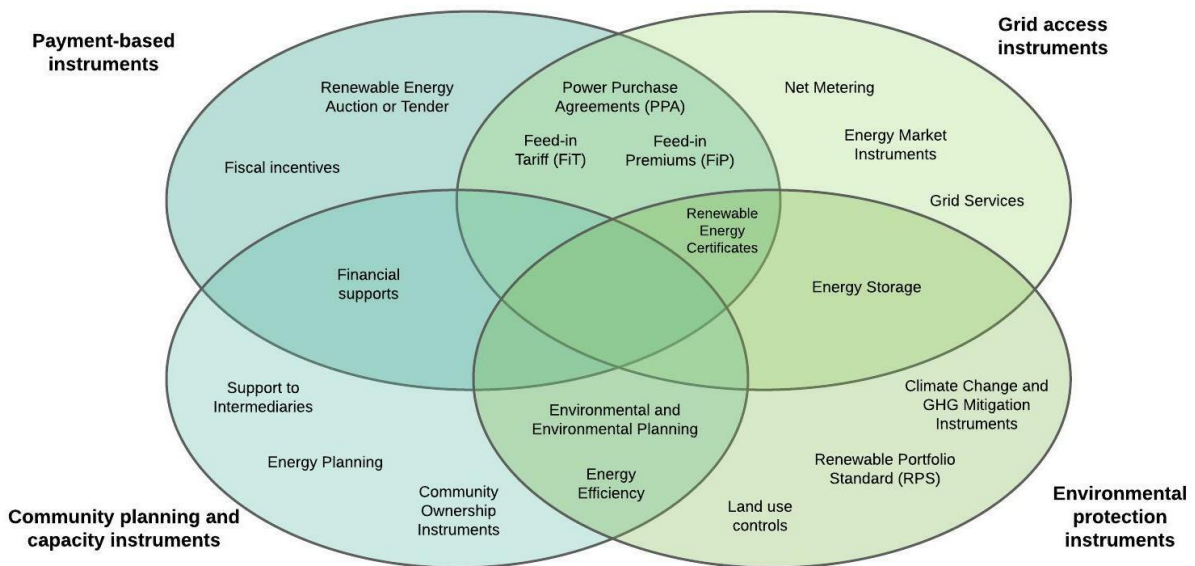 Payment-based
instruments
Grid access
instruments
Renewable Energy
Auction or Tender
Power Purchase
Agreements (PPA)
Net Metering
Feed-in
Tariff (FiT)
Feed-in
Premiums (FiP)
Energy Market
Instruments
Fiscal incentives
Grid Services
Renewable
Energy
Certificates
Financial
supports
Energy Storage
Support to
Intermediaries
Environmental and
Environmental Planning
Climate Change and
GHG Mitigation
Instruments
Energy Planning
Energy
Efficiency
Renewable Portfolio
Standard (RPS)
Community
Ownership
Instruments
Land use
controls
Community planning and
capacity instruments
Environmental
protection
instruments